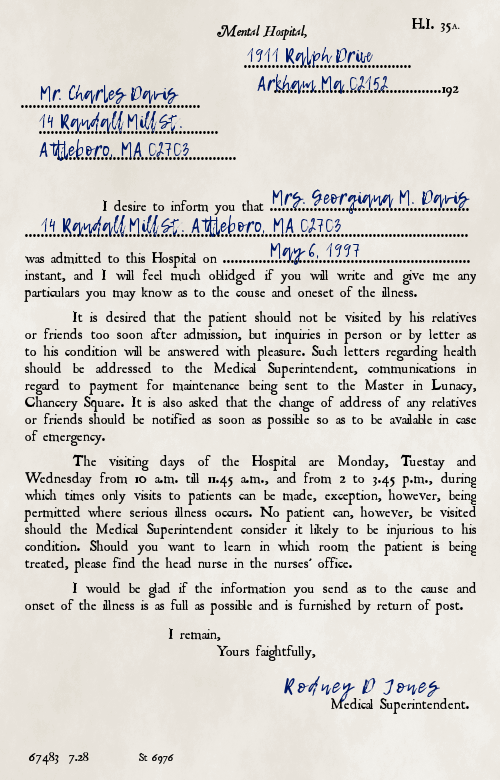 Mental Hospital,
H.I. 35A.
1911 Ralph Drive
Arkham Ma 02152 192
Mr. Charles Davis
14 Randall Mill St.
Attleboro, MA 02703
I desire to inform you that Mrs. Georgiana M. Davis
14 Randall Mill St. Attleboro, MA 02703
was admitted to this Hospital on May 6, 1997
instant, and I will feel much oblidged if you will write and give me any
particulars you may know as to the couse and oneset of the illness.
It is desired that the patient should not be visited by his relatives
or friends too soon after admission, but inquiries in person or by letter as
to his condition will be answered with pleasure. Such letters regarding health
should be addressed to the Medical Superintendent, communications in
regard to payment for maintenance being sent to the Master in Lunacy,
Chancery Square. It is also asked that the change of address of any relatives
or friends should be notified as soon as possible so as to be available in case
of emergency.
The visiting days of the Hospital are Monday, Tuestay and
Wednesday from 10 a.m. till 11.45 a.m., and from 2 to 3.45 p.m., during
which times only visits to patients can be made, exception, however, being
permitted where serious illness occurs. No patient can, however, be visited
should the Medical Superintendent consider it likely to be injurious to his
condition. Should you want to learn in which room the patient is being
treated, please find the head nurse in the nurses' office.
I would be glad if the information you send as to the cause and
onset of the illness is as full as possible and is furnished by return of post.
I remain,
Yours faightfully,
Rodney D Jones
Medical Superintendent.
67483 7.28 St 6976